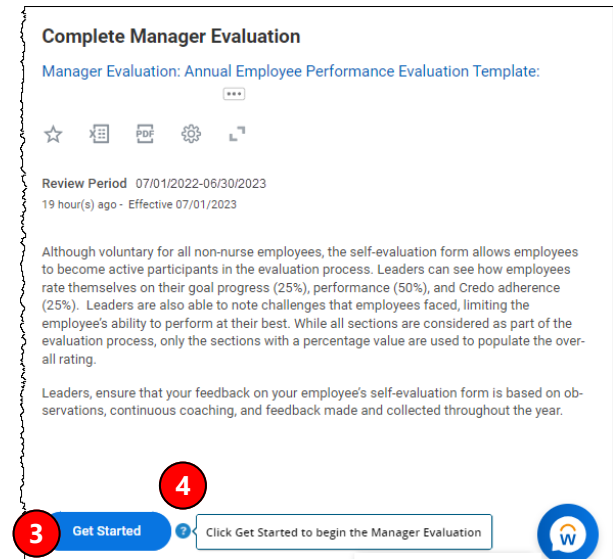 Complete Manager Evaluation
Manager Evaluation: Annual Employee Performance Evaluation Template:
PDF
Review Period 07/01/2022-06/30/2023
19 hour(s) ago - Effective 07/01/2023
Although voluntary for all non-nurse employees, the self-evaluation form allows employees
to become active participants in the evaluation process. Leaders can see how employees
rate themselves on their goal progress (25%), performance (50%), and Credo adherence
(25%). Leaders are also able to note challenges that employees faced, limiting the
employee's ability to perform at their best. While all sections are considered as part of the
evaluation process, only the sections with a percentage value are used to populate the over-
all rating.
Leaders, ensure that your feedback on your employee's self-evaluation form is based on ob-
servations, continuous coaching, and feedback made and collected throughout the year.
4
3 Get Started ? Click Get Started to begin the Manager Evaluation
w